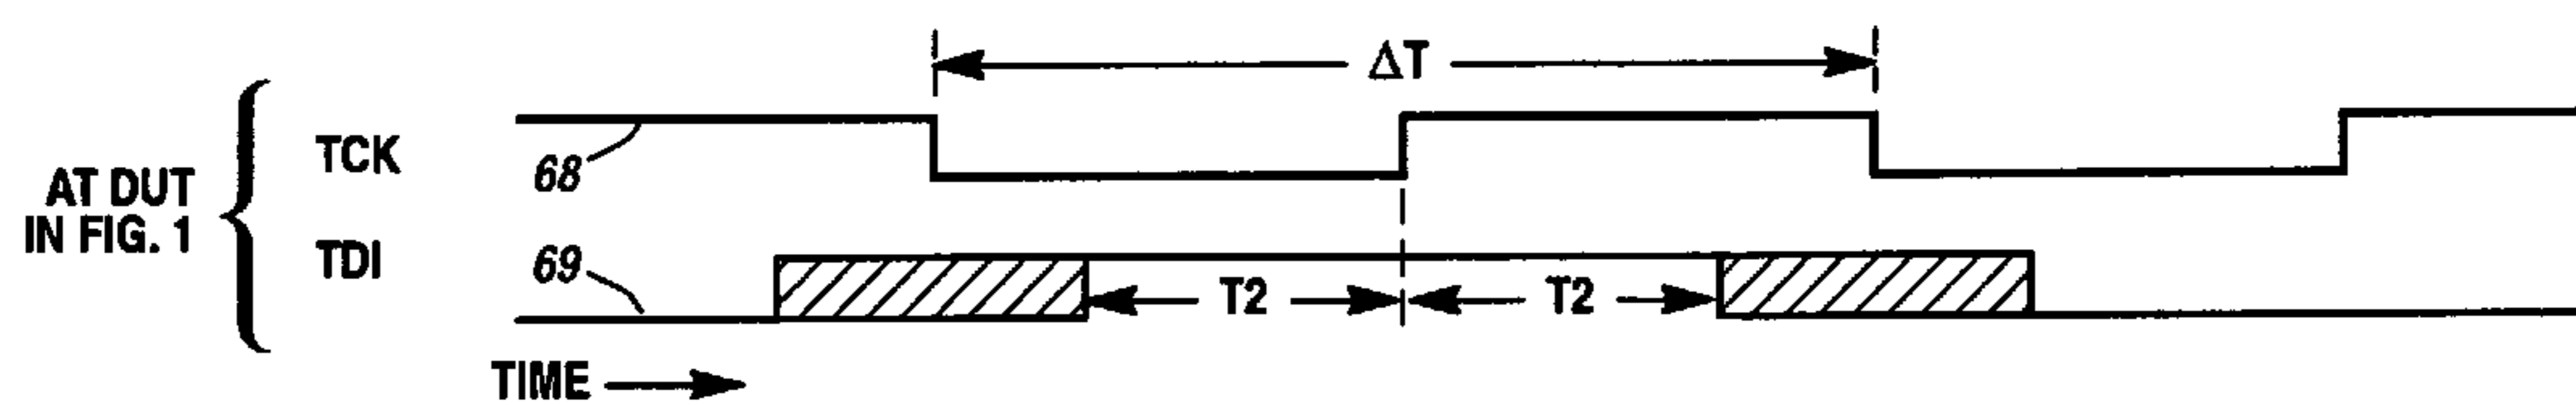 ΔT
TCK
68
AT DUT
IN FIG. 1
TDI
69
T2
T2
TIME